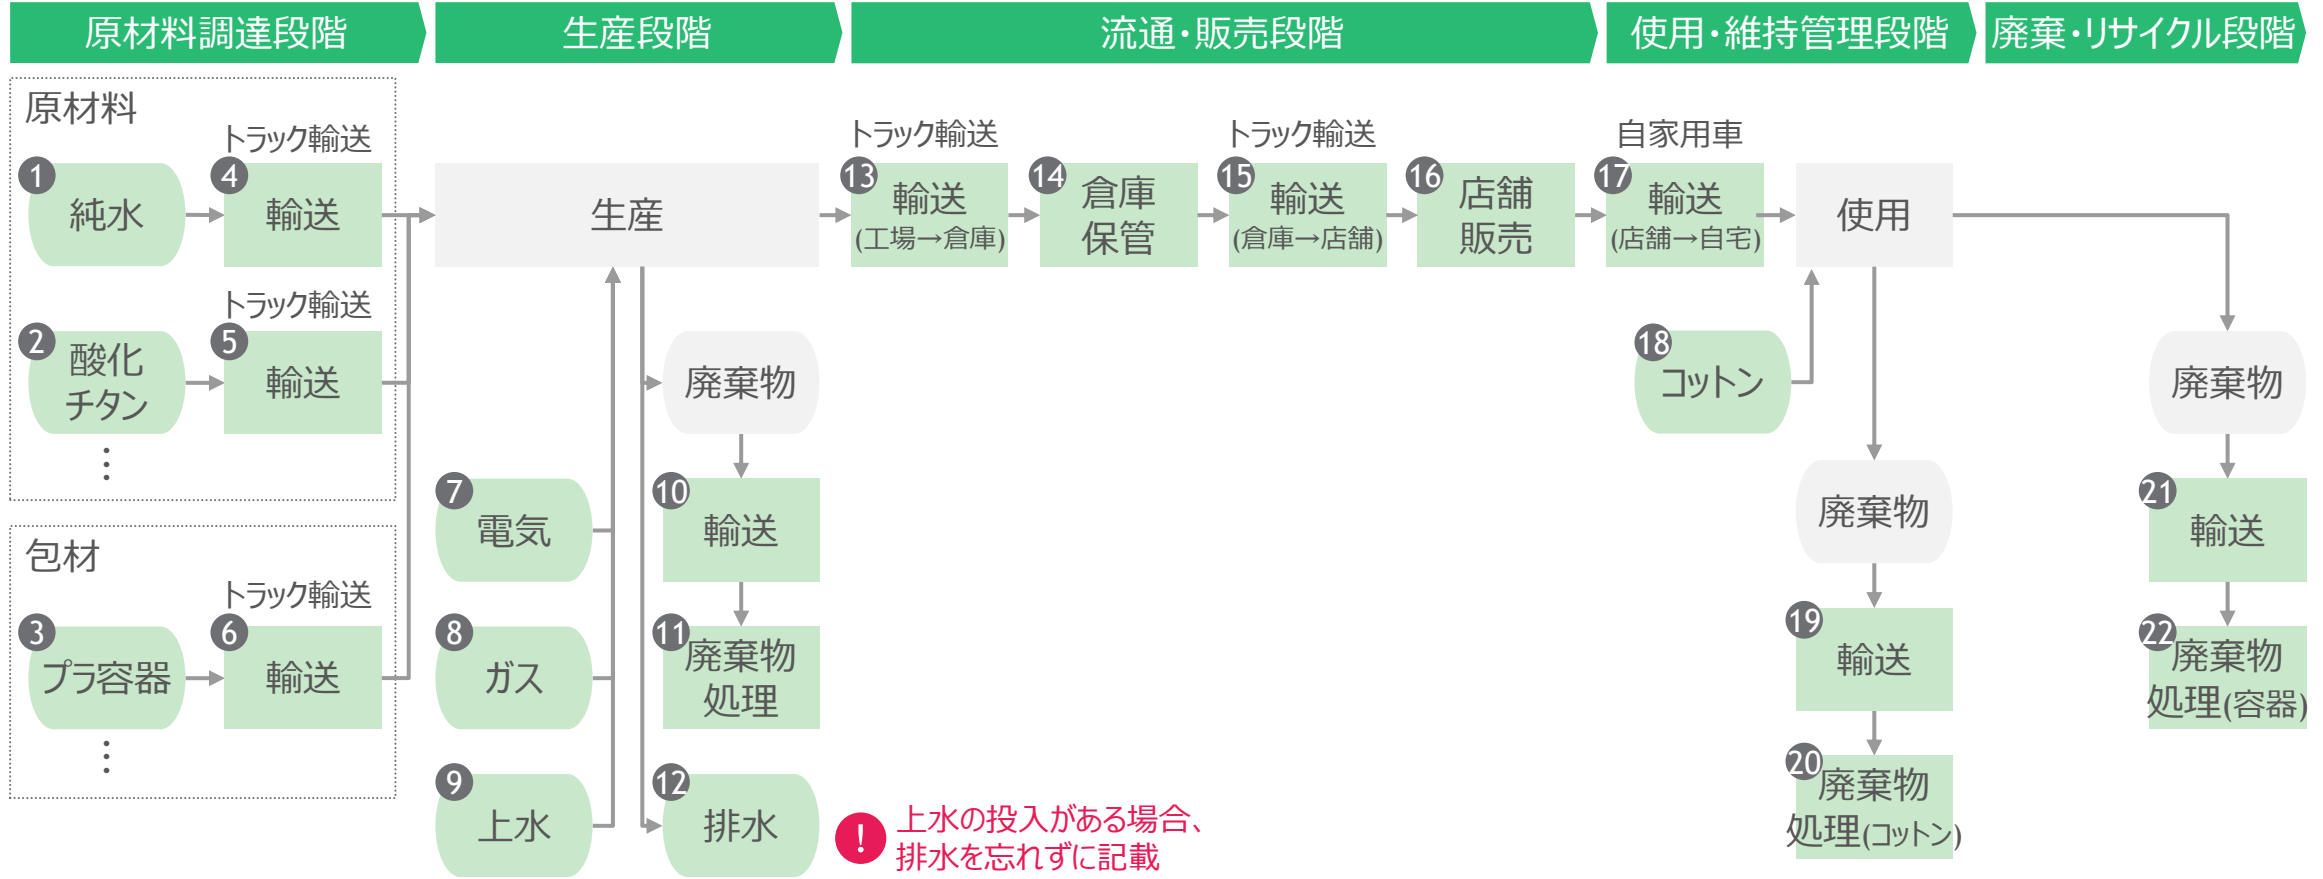 原材料調達段階
生産段階
流通・販売段階
使用・維持管理段階
廃棄・リサイクル段階
原材料
トラック輸送
1
純水
4
輸送
トラック輸送
2
酸化
チタン
5
輸送
⋮
包材
トラック輸送
3
プラ容器
6
輸送
⋮
生産
廃棄物
7
電気
10
輸送
8
ガス
11
廃棄物
処理
9
上水
12
排水
!
上水の投入がある場合、
排水を忘れずに記載
トラック輸送
13
輸送
(工場→倉庫)
14
倉庫
保管
トラック輸送
15
輸送
(倉庫→店舗)
16
店舗
販売
自家用車
17
輸送
(店舗→自宅)
使用
18
コットン
廃棄物
19
輸送
20
廃棄物
処理(コットン)
廃棄物
21
輸送
22
廃棄物
処理(容器)